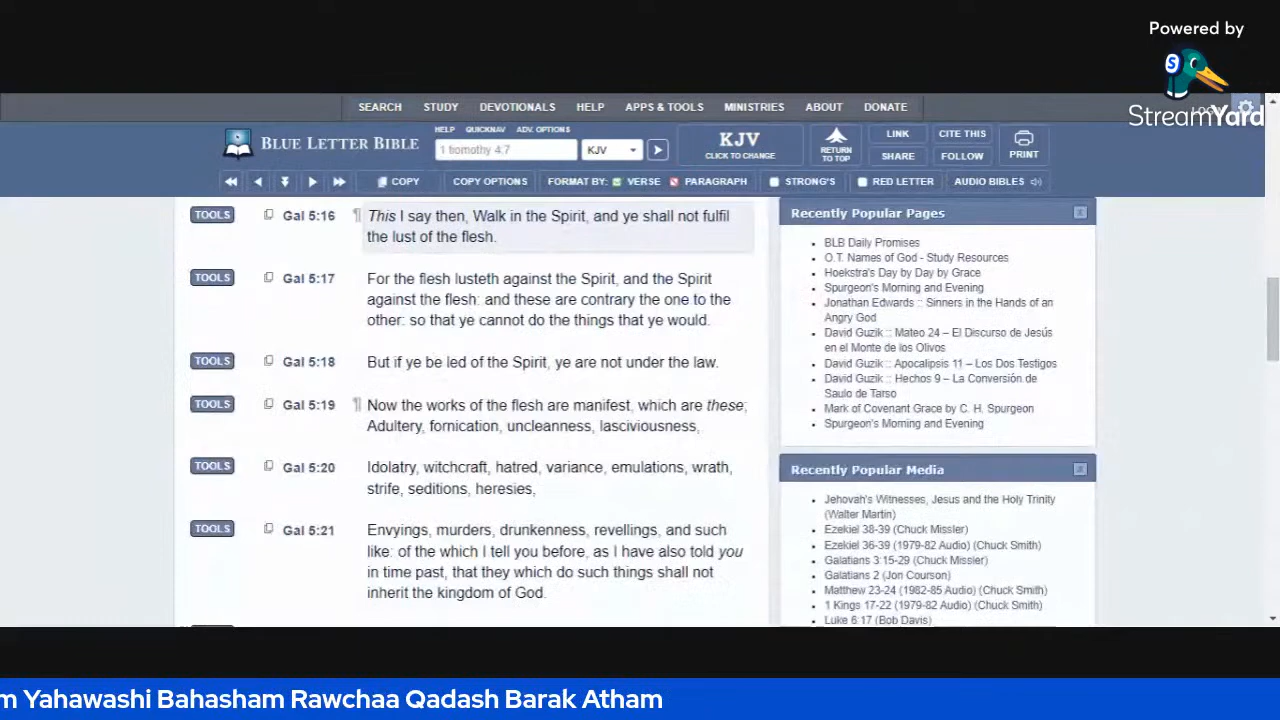 Powered by
StreamYard
SEARCH STUDY DEVOTIONALS HELP APPS & TOOLS MINISTRIES ABOUT DONATE
HELP QUICKNAV ADV. OPTIONS
BLUE LETTER BIBLE
1 tromothy 4:7
KJV
KJV
CLICK TO CHANGE
RETURN
TO TOP
LINK
CITE THIS
SHARE
FOLLOW
PRINT
COPY COPY OPTIONS FORMAT BY: VERSE PARAGRAPH STRONG'S RED LETTER AUDIO BIBLES
TOOLS Gal 5:16 ¶ This I say then, Walk in the Spirit, and ye shall not fulfil
the lust of the flesh.
TOOLS Gal 5:17 For the flesh lusteth against the Spirit, and the Spirit
against the flesh: and these are contrary the one to the
other: so that ye cannot do the things that ye would.
TOOLS Gal 5:18 But if ye be led of the Spirit, ye are not under the law.
TOOLS Gal 5:19 ¶ Now the works of the flesh are manifest, which are these;
Adultery, fornication, uncleanness, lasciviousness,
TOOLS Gal 5:20 Idolatry, witchcraft, hatred, variance, emulations, wrath,
strife, seditions, heresies,
TOOLS Gal 5:21 Envyings, murders, drunkenness, revellings, and such
like: of the which I tell you before, as I have also told you
in time past, that they which do such things shall not
inherit the kingdom of God.
Recently Popular Pages
BLB Daily Promises
O.T. Names of God - Study Resources
Hoekstra's Day by Day by Grace
Spurgeon's Morning and Evening
Jonathan Edwards :: Sinners in the Hands of an
Angry God
David Guzik :: Mateo 24 – El Discurso de Jesús
en el Monte de los Olivos
David Guzik :: Apocalipsis 11 – Los Dos Testigos
David Guzik :: Hechos 9 – La Conversión de
Saulo de Tarso
Mark of Covenant Grace by C. H. Spurgeon
Spurgeon's Morning and Evening
Recently Popular Media
Jehovah's Witnesses, Jesus and the Holy Trinity
(Walter Martin)
Ezekiel 38-39 (Chuck Missler)
Ezekiel 36-39 (1979-82 Audio) (Chuck Smith)
Galatians 3:15-29 (Chuck Missler)
Galatians 2 (Jon Courson)
Matthew 23-24 (1982-85 Audio) (Chuck Smith)
1 Kings 17-22 (1979-82 Audio) (Chuck Smith)
Luke 6:17 (Bob Davis)
m Yahawashi Bahasham Rawchaa Qadash Barak Atham